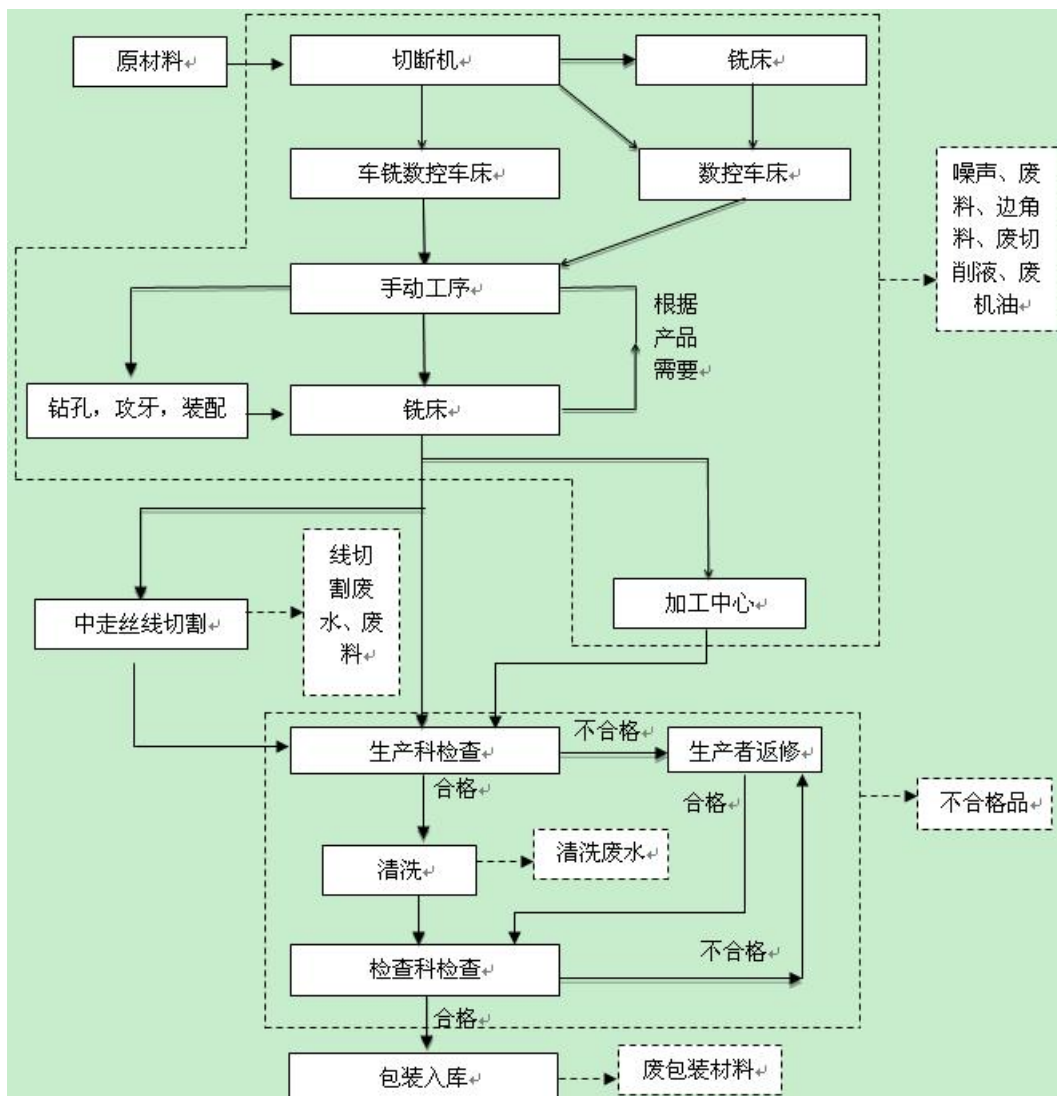 原材料
切断机
铣床
车铣数控车床
数控车床
噪声、废
料、边角
料、废切
削液、废
机油
手动工序
根据
产品
需要
钻孔，攻牙，装配
铣床
线切
割废
水、废
料
中走丝线切割
加工中心
生产科检查
不合格
生产者返修
合格
合格
不合格品
清洗
清洗废水
检查科检查
不合格
合格
包装入库
废包装材料